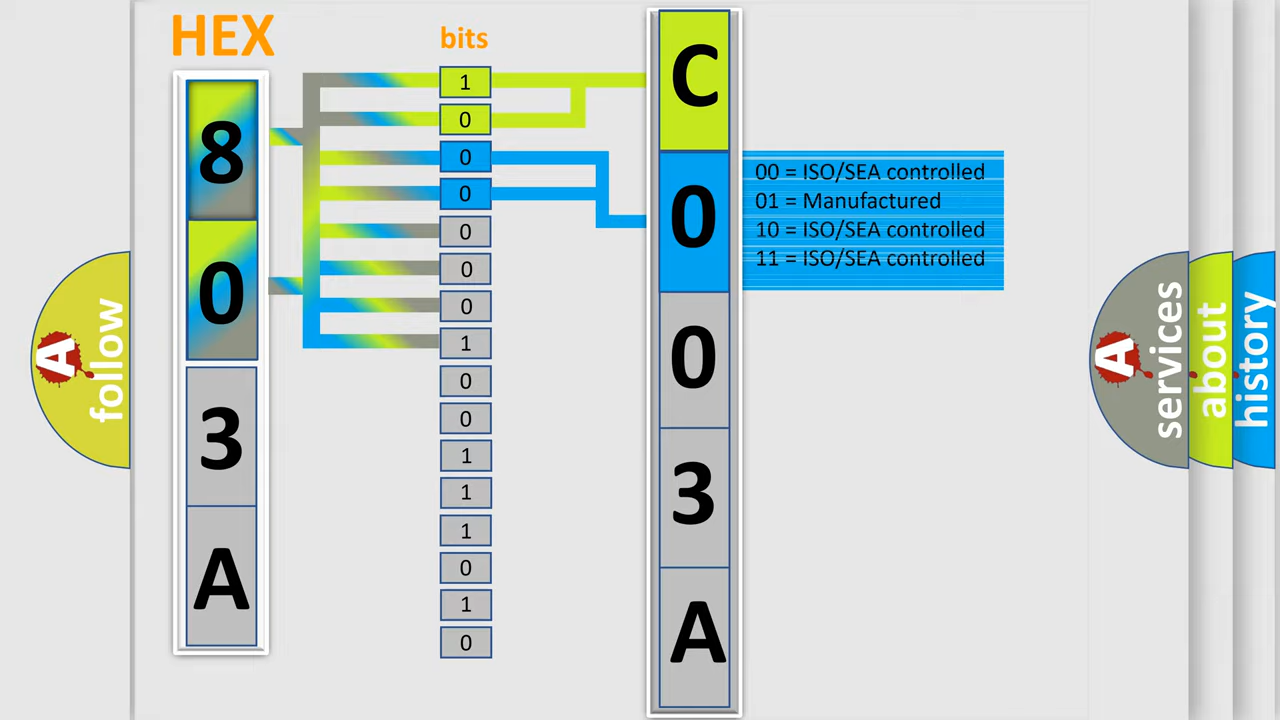 HEX
bits
8
0
3
A
1
0
0
0
0
0
0
1
0
0
1
1
1
0
1
0
C
0
0
3
A
00 = ISO/SEA controlled
01 = Manufactured
10 = ISO/SEA controlled
11 = ISO/SEA controlled
A
follow
A
services
about
history